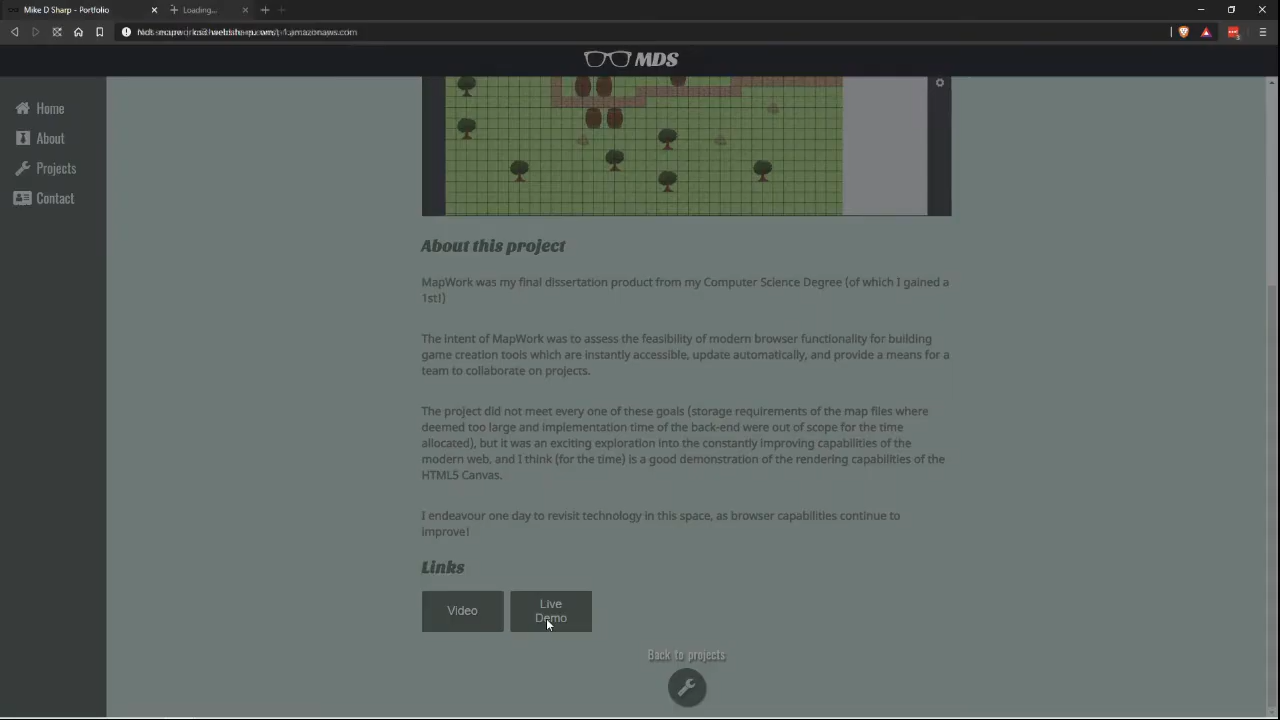 Mike D Sharp - Portfolio
Loading...
MDS
Home
About
Projects
Contact
About this project
MapWork was my final dissertation product from my Computer Science Degree (of which I gained a
1st!)
The intent of MapWork was to assess the feasibility of modern browser functionality for building
game creation tools which are instantly accessible, update automatically, and provide a means for a
team to collaborate on projects.
The project did not meet every one of these goals (storage requirements of the map files where
deemed too large and implementation time of the back-end were out of scope for the time
allocated), but it was an exciting exploration into the constantly improving capabilities of the
modern web, and I think (for the time) is a good demonstration of the rendering capabilities of the
HTML5 Canvas.
I endeavour one day to revisit technology in this space, as browser capabilities continue to
improve!
Links
Video
Live
Demo
Back to projects